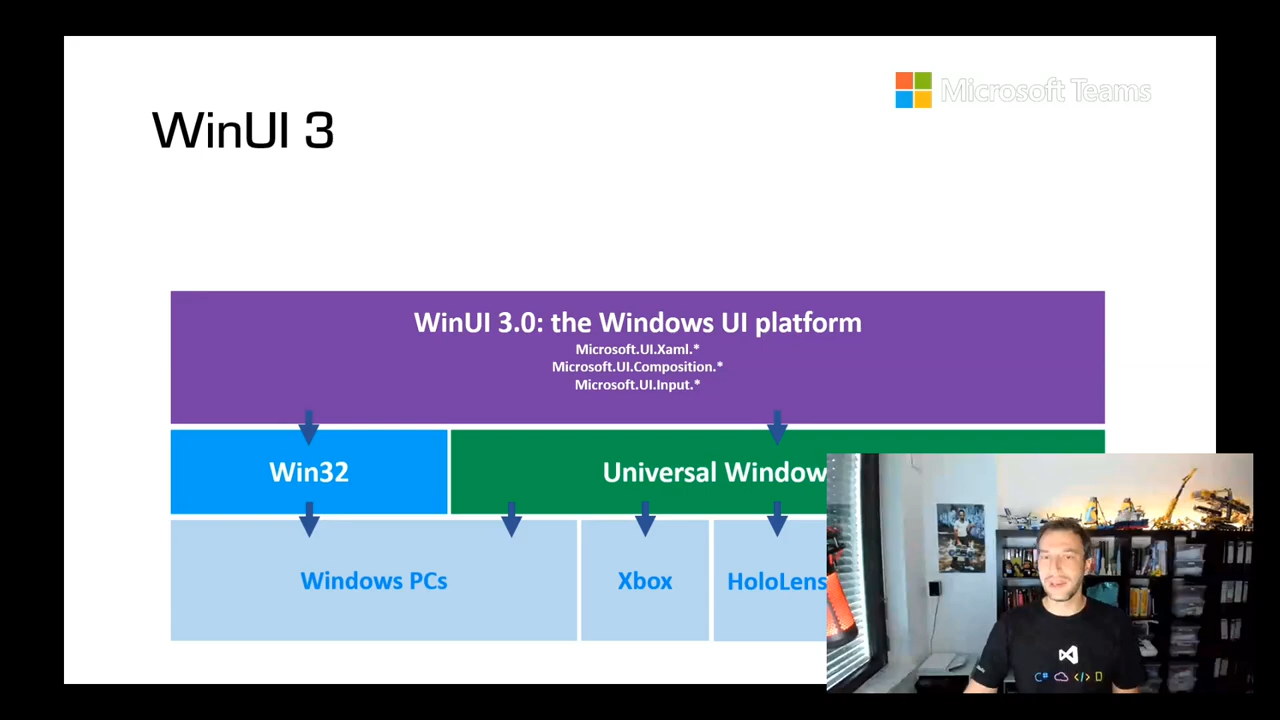 Microsoft Teams
WinUI 3
WinUI 3.0: the Windows UI platform
Microsoft.UI.Xaml.*
Microsoft.UI.Composition.*
Microsoft.UI.Input.*
Win32
Universal Window
Windows PCs
Xbox
HoloLens
C# </>